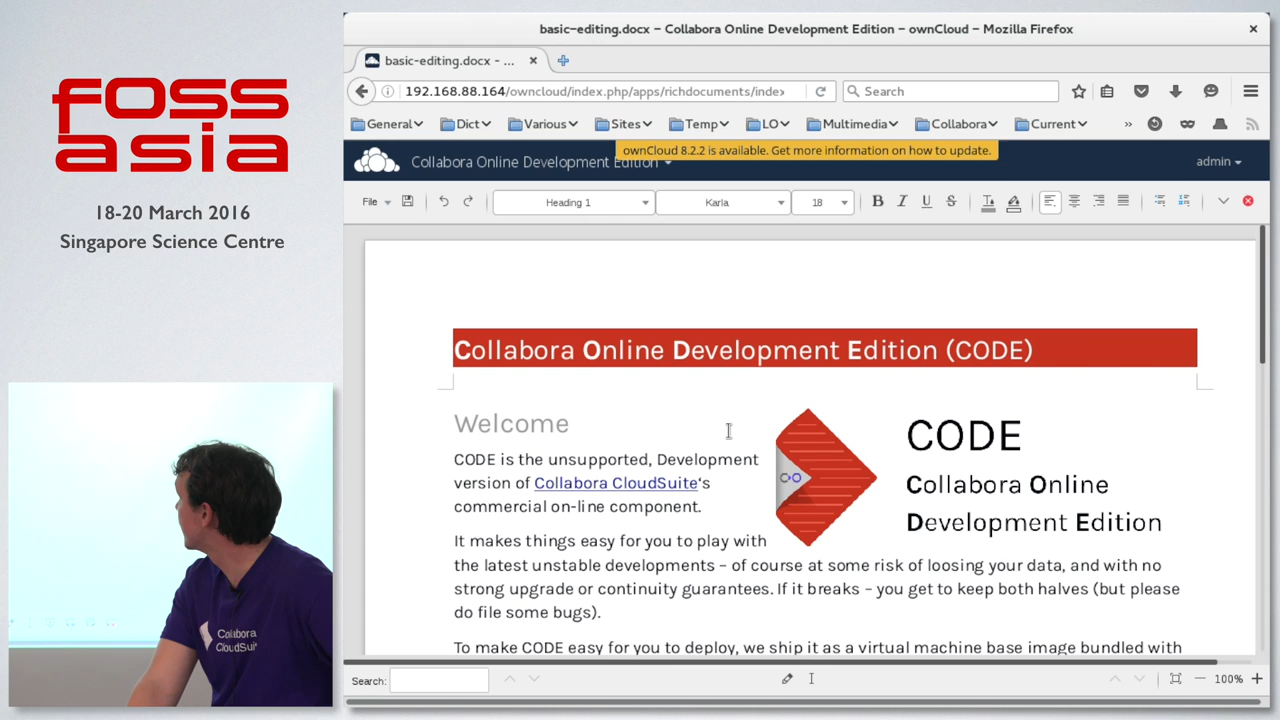 foss
asia
18-20 March 2016
Singapore Science Centre
Collabora
CloudSuite
basic-editing.docx - Collabora Online Development Edition - ownCloud - Mozilla Firefox
basic-editing.docx - ...
192.168.88.164/owncloud/index.php/apps/richdocuments/index
Search
General
Dict
Various
Sites
Temp
LO
Multimedia
Collabora
Current
»
ownCloud 8.2.2 is available. Get more information on how to update.
Collabora Online Development Edition
admin
File
Heading 1
Karla
18
B I U S
Collabora Online Development Edition (CODE)
Welcome
CODE is the unsupported, Development
version of Collabora CloudSuite‘s
commercial on-line component.
It makes things easy for you to play with
the latest unstable developments – of course at some risk of loosing your data, and with no
strong upgrade or continuity guarantees. If it breaks – you get to keep both halves (but please
do file some bugs).
To make CODE easy for you to deploy, we ship it as a virtual machine base image bundled with
CODE
Collabora Online
Development Edition
Search:
100%